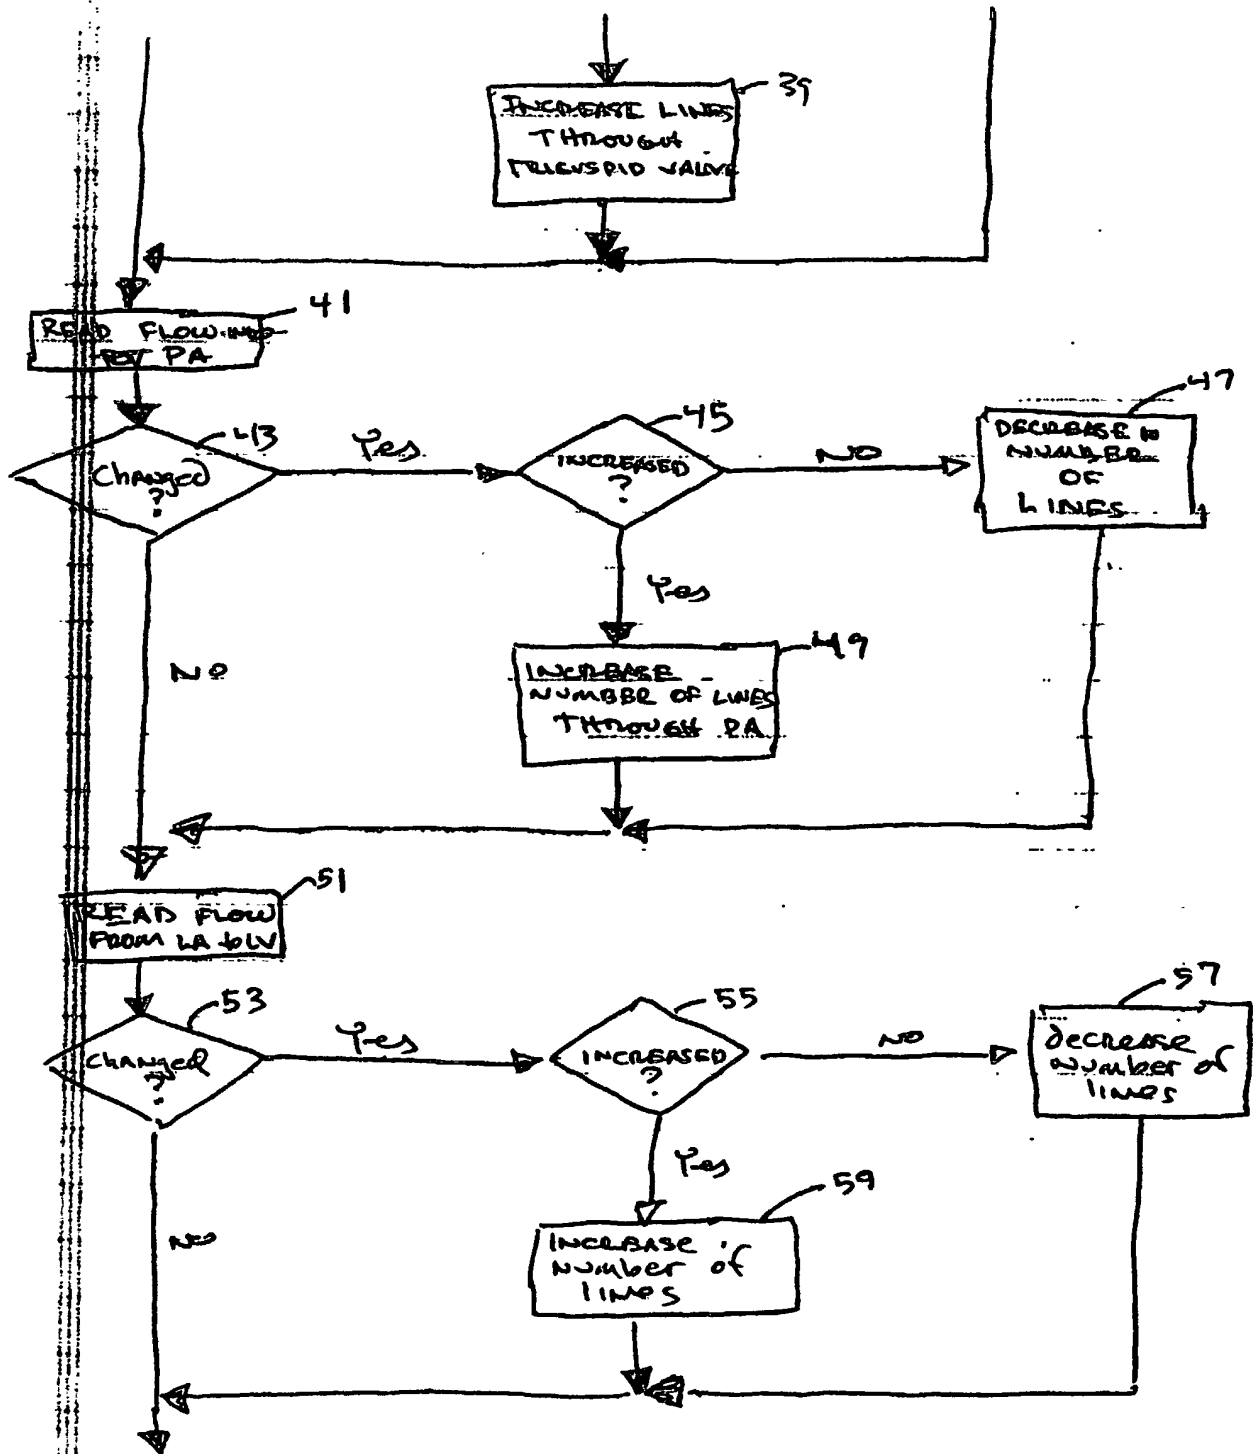 39
INCREASE LINES
THROUGH
TRICUSPID VALVE
41
READ FLOW INFO
FOR PA
43
Changed
?
Yes
45
INCREASED
?
NO
47
DECREASE
NUMBER
OF
LINES
Yes
NO
49
INCREASE
NUMBER OF LINES
THROUGH PA
51
READ FLOW
FROM LA to LV
53
Changed
?
Yes
55
INCREASED
?
NO
57
decrease
number of
lines
Yes
NO
59
INCREASE
number of
lines